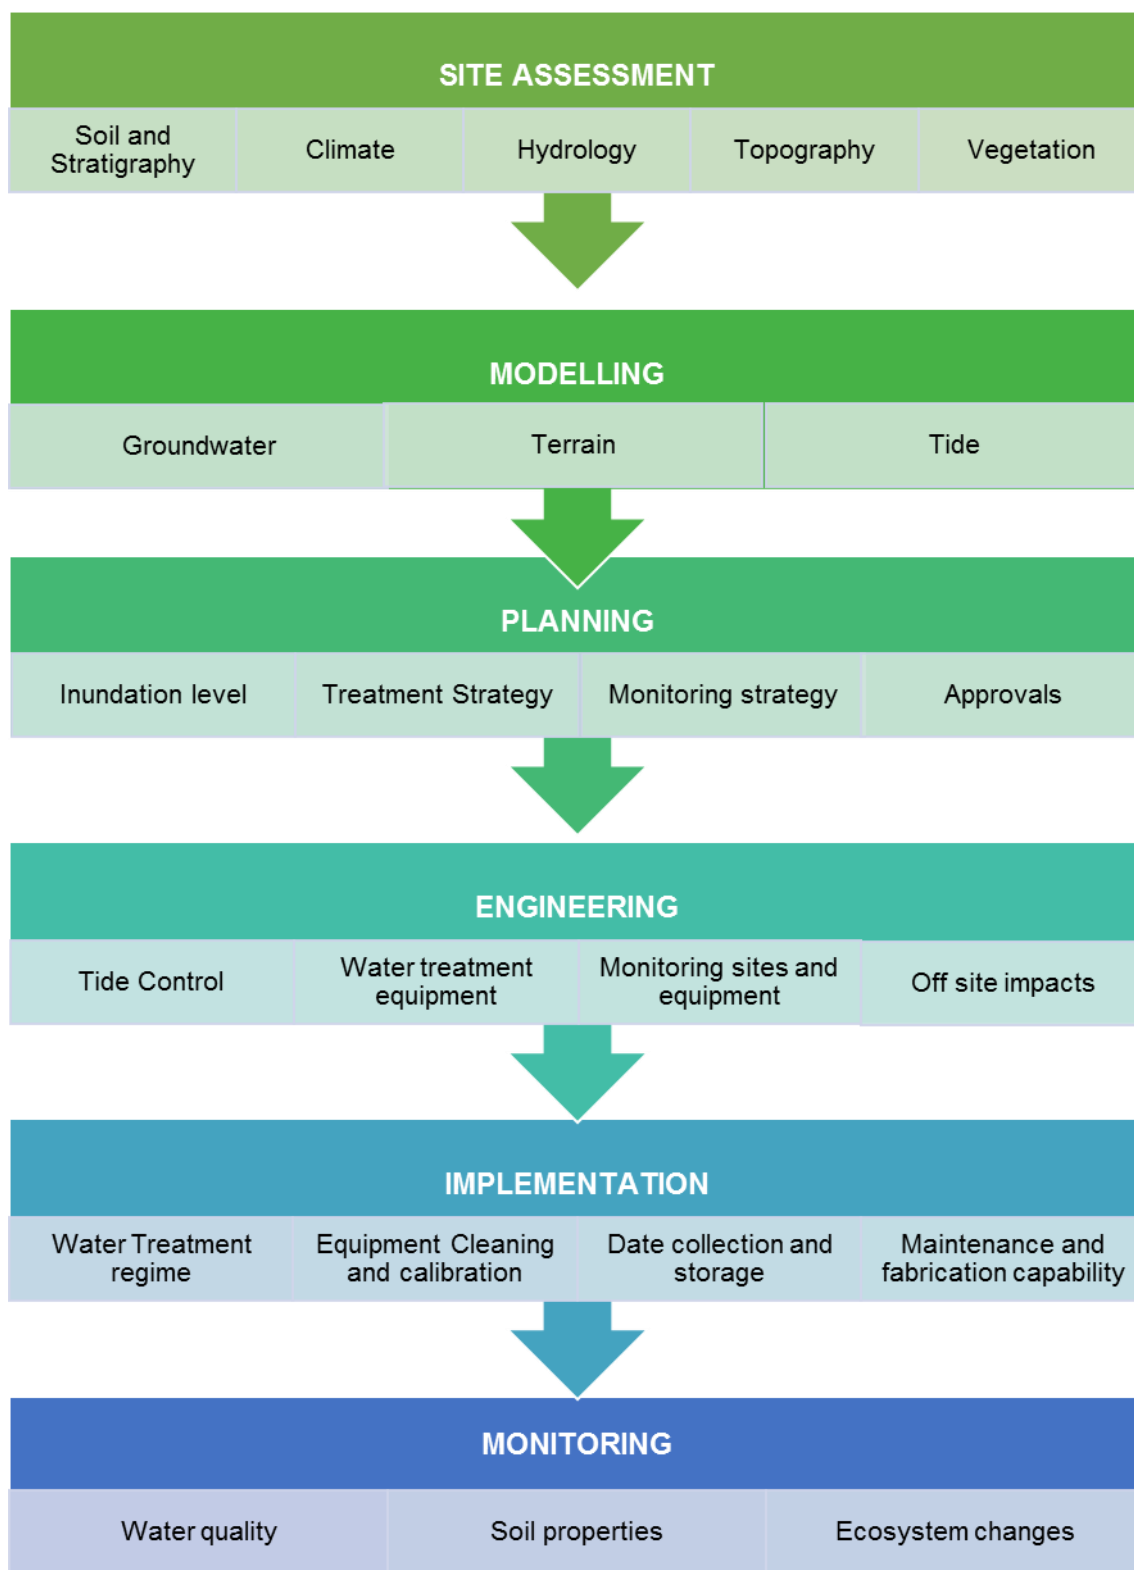 SITE ASSESSMENT
Soil and
Stratigraphy
Climate
Hydrology
Topography
Vegetation
MODELLING
Groundwater
Terrain
Tide
PLANNING
Inundation level
Treatment Strategy
Monitoring strategy
Approvals
ENGINEERING
Tide Control
Water treatment
equipment
Monitoring sites and
equipment
Off site impacts
IMPLEMENTATION
Water Treatment
regime
Equipment Cleaning
and calibration
Date collection and
storage
Maintenance and
fabrication capability
MONITORING
Water quality
Soil properties
Ecosystem changes